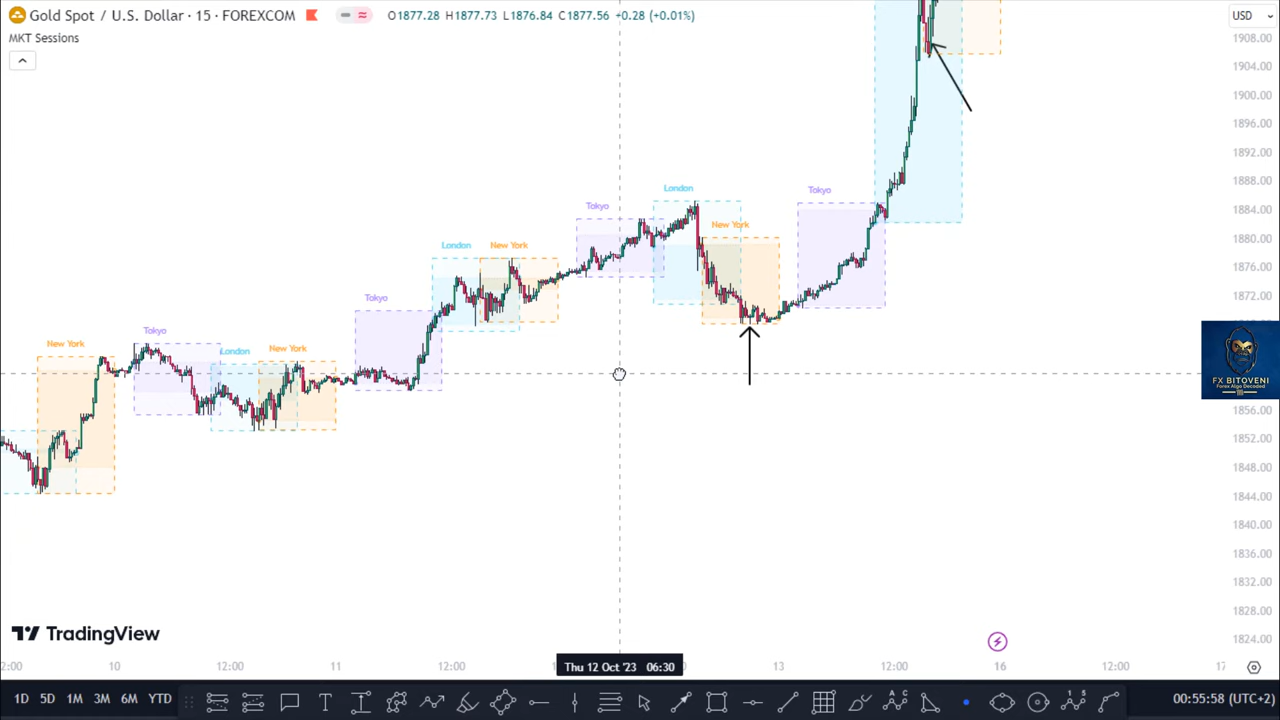 Gold Spot / U.S. Dollar · 15 · FOREXCOM
O1877.28 H1877.73 L1876.84 C1877.56 +0.28 (+0.01%)
USD
MKT Sessions
1908.00
1904.00
1900.00
1896.00
1892.00
1888.00
1884.00
1880.00
1876.00
1872.00
1856.00
1852.00
1848.00
1844.00
1840.00
1836.00
1832.00
1828.00
1824.00
New York
Tokyo
London
New York
Tokyo
London
New York
Tokyo
London
New York
Tokyo
FX BITOVENI
Forex Algo Decoded
TradingView
2:00
10
12:00
11
12:00
Thu 12 Oct '23 06:30
13
12:00
16
12:00
17
1D 5D 1M 3M 6M YTD
00:55:58 (UTC+2)